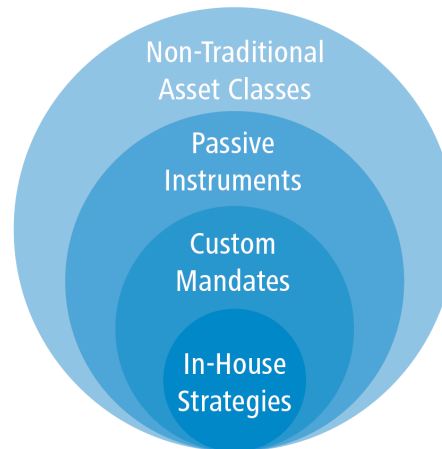 Non-Traditional
Asset Classes
Passive
Instruments
Custom
Mandates
In-House
Strategies